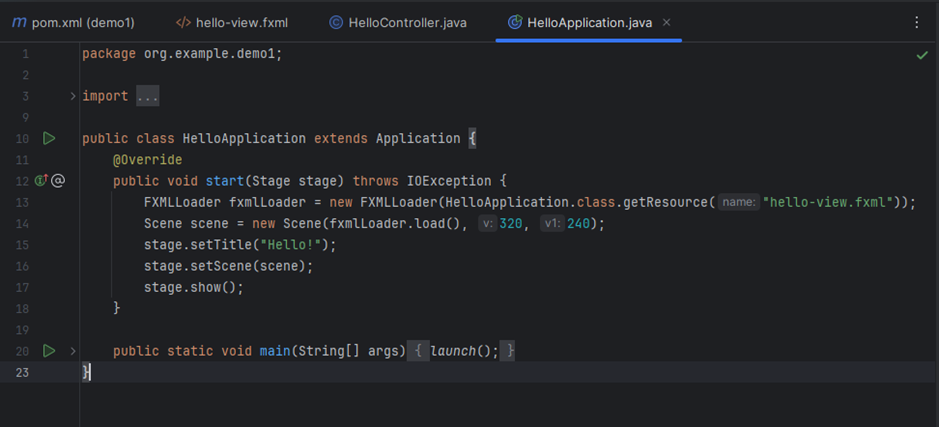 m pom.xml (demo1) </> hello-view.fxml © HelloController.java © HelloApplication.java ×
1 package org.example.demo1;
2
3 > import ...
9
10 public class HelloApplication extends Application {
11 @Override
12 @ public void start(Stage stage) throws IOException {
13 FXMLLoader fxmlLoader = new FXMLLoader(HelloApplication.class.getResource( name: "hello-view.fxml"));
14 Scene scene = new Scene(fxmlLoader.load(), v: 320, v1: 240);
15 stage.setTitle("Hello!");
16 stage.setScene(scene);
17 stage.show();
18 }
19
20 > public static void main(String[] args) { launch(); }
23 }